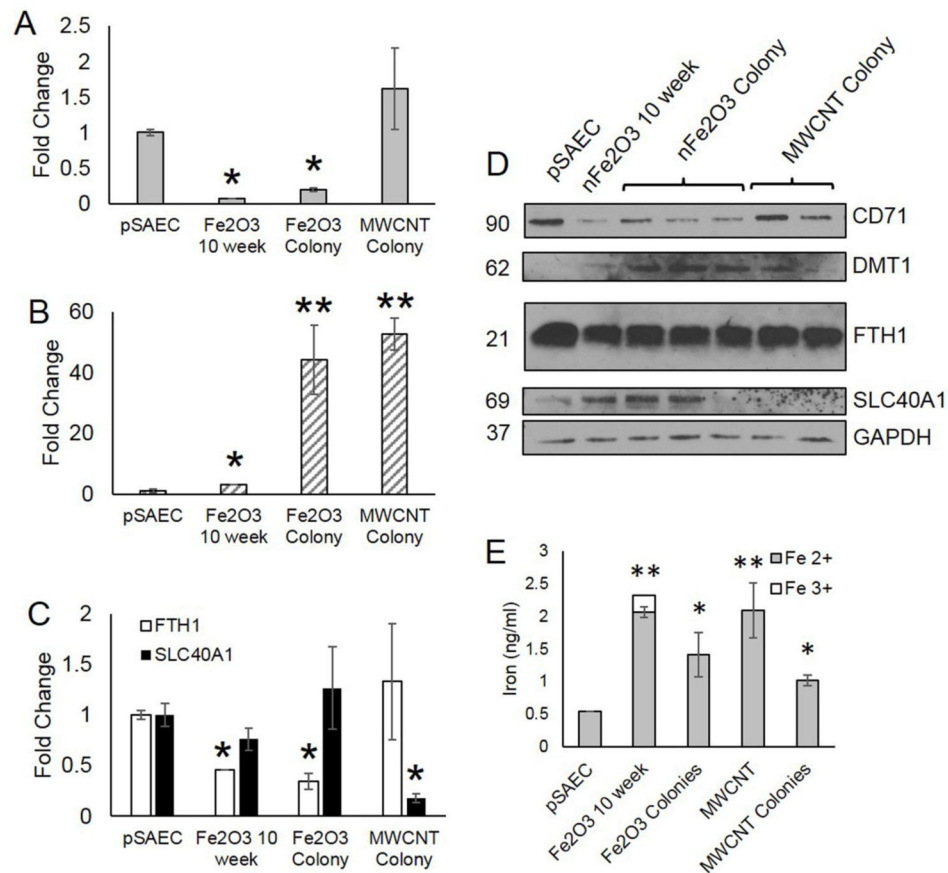 A
Fold Change
2.5
2
1.5
1
0.5
0
*
*
pSAEC
Fe2O3 10 week
Fe2O3 Colony
MWCNT Colony
B
Fold Change
60
40
20
0
*
**
**
pSAEC
Fe2O3 10 week
Fe2O3 Colony
MWCNT Colony
C
Fold Change
2
1.5
1
0.5
0
FTH1
SLC40A1
*
*
*
pSAEC
Fe2O3 10 week
Fe2O3 Colony
MWCNT Colony
D
pSAEC
nFe2O3 10 week
nFe2O3 Colony
MWCNT Colony
90 CD71
62 DMT1
21 FTH1
69 SLC40A1
37 GAPDH
E
Iron (ng/ml)
3
2.5
2
1.5
1
0.5
0
Fe 2+
Fe 3+
**
*
**
*
pSAEC
Fe2O3 10 week
Fe2O3 Colonies
MWCNT
MWCNT Colonies